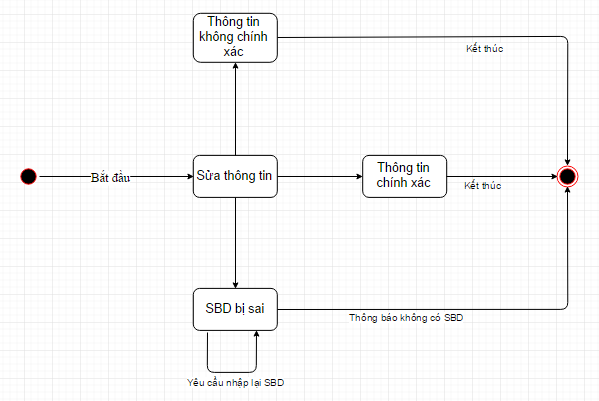 Thông tin
không chính
xác
Kết thúc
Bắt đầu
Sửa thông tin
Thông tin
chính xác
Kết thúc
SBD bị sai
Thông báo không có SBD
Yêu cầu nhập lại SBD